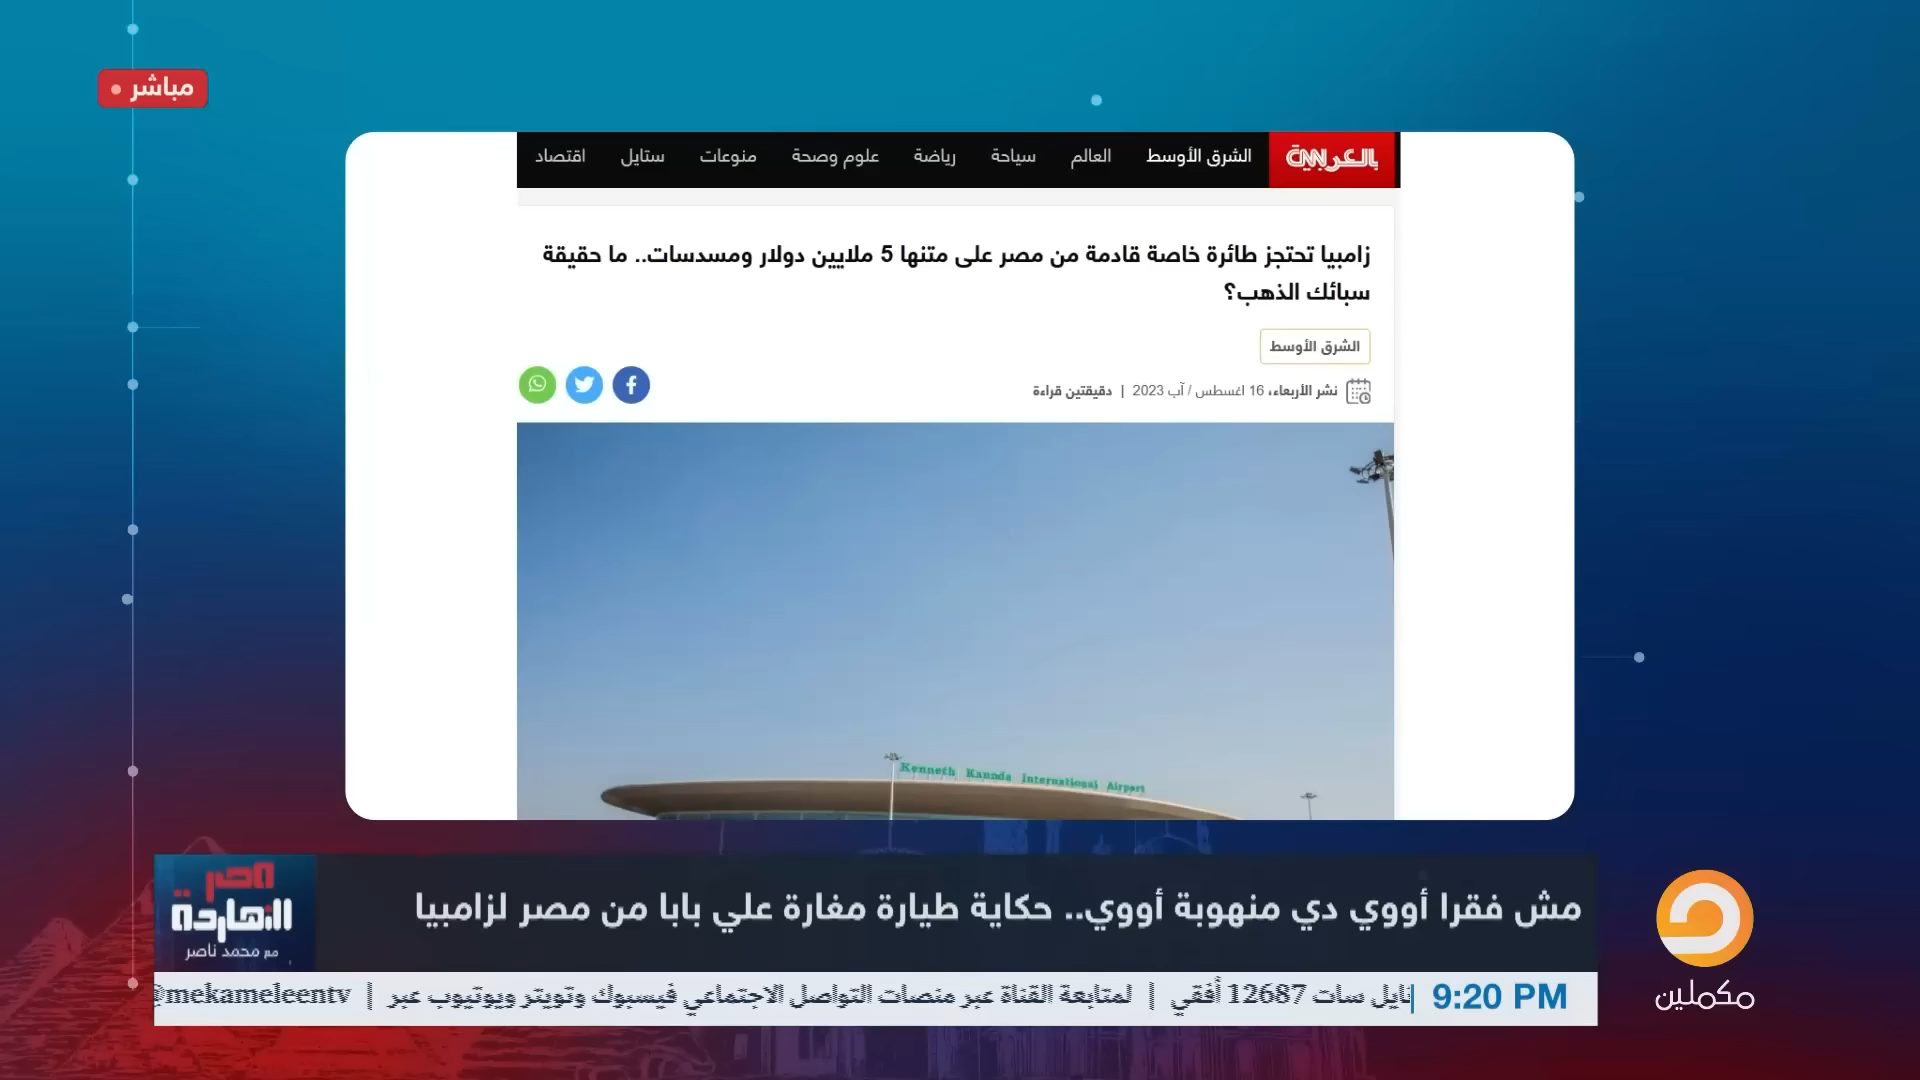 مباشر
CNN بالعربية
الشرق الأوسط العالم سياحة رياضة علوم وصحة منوعات ستايل اقتصاد
زامبيا تحتجز طائرة خاصة قادمة من مصر على متنها 5 ملايين دولار ومسدسات.. ما حقيقة
سبائك الذهب؟
الشرق الأوسط
نشر الأربعاء، 16 اغسطس / آب 2023 | دقيقتين قراءة
Kenneth Kaunda International Airport
مش فقرا أووي دي منهوبة أووي.. حكاية طيارة مغارة علي بابا من مصر لزامبيا
مصر
النهاردة
مع محمد ناصر
9:20 PM
نايل سات 12687 أفقي | لمتابعة القناة عبر منصات التواصل الاجتماعي فيسبوك وتويتر ويوتيوب عبر | @mekameleentv
مكملين